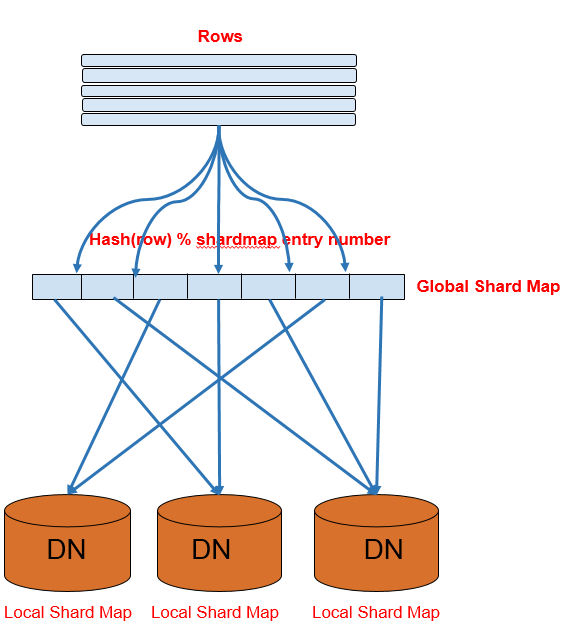 Rows
Hash(row) % shardmap entry number
Global Shard Map
DN DN DN
Local Shard Map Local Shard Map Local Shard Map